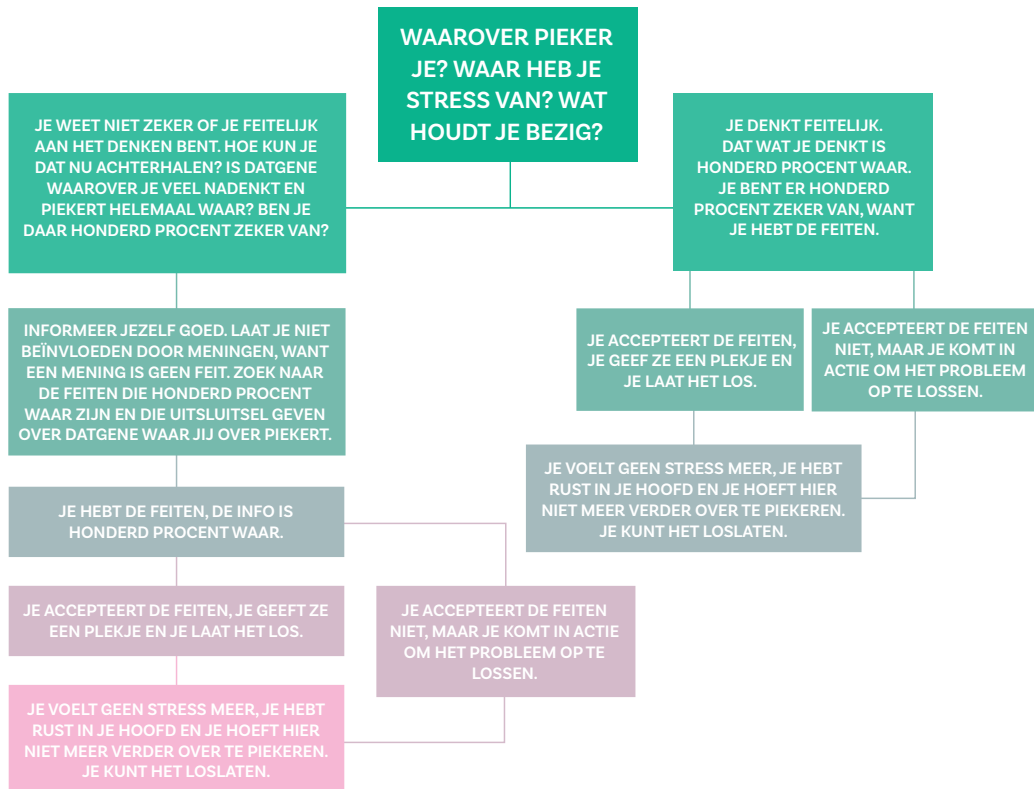 WAAROVER PIEKER
JE? WAAR HEB JE
STRESS VAN? WAT
HOUDT JE BEZIG?
JE WEET NIET ZEKER OF JE FEITELIJK
AAN HET DENKEN BENT. HOE KUN JE
DAT NU ACHTERHALEN? IS DATGENE
WAAROVER JE VEEL NADENKT EN
PIEKERT HELEMAAL WAAR? BEN JE
DAAR HONDERD PROCENT ZEKER VAN?
JE DENKT FEITELIJK.
DAT WAT JE DENKT IS
HONDERD PROCENT WAAR.
JE BENT ER HONDERD
PROCENT ZEKER VAN, WANT
JE HEBT DE FEITEN.
INFORMEER JEZELF GOED. LAAT JE NIET
BEÏNVLOEDEN DOOR MENINGEN, WANT
EEN MENING IS GEEN FEIT. ZOEK NAAR
DE FEITEN DIE HONDERD PROCENT
WAAR ZIJN EN DIE UITSLUITSEL GEVEN
OVER DATGENE WAAR JIJ OVER PIEKERT.
JE ACCEPTEERT DE FEITEN,
JE GEEF ZE EEN PLEKJE EN
JE LAAT HET LOS.
JE ACCEPTEERT DE FEITEN
NIET, MAAR JE KOMT IN
ACTIE OM HET PROBLEEM
OP TE LOSSEN.
JE VOELT GEEN STRESS MEER, JE HEBT
RUST IN JE HOOFD EN JE HOEFT HIER
NIET MEER VERDER OVER TE PIEKEREN.
JE KUNT HET LOSLATEN.
JE HEBT DE FEITEN, DE INFO IS
HONDERD PROCENT WAAR.
JE ACCEPTEERT DE FEITEN, JE GEEFT ZE
EEN PLEKJE EN JE LAAT HET LOS.
JE ACCEPTEERT DE FEITEN
NIET, MAAR JE KOMT IN ACTIE
OM HET PROBLEEM OP TE
LOSSEN.
JE VOELT GEEN STRESS MEER, JE HEBT
RUST IN JE HOOFD EN JE HOEFT HIER
NIET MEER VERDER OVER TE PIEKEREN.
JE KUNT HET LOSLATEN.